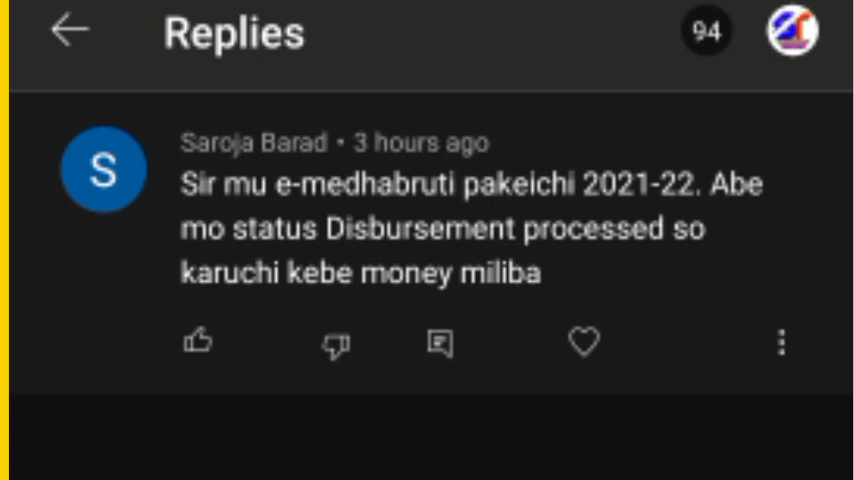 Replies
94
Saroja Barad • 3 hours ago
S
Sir mu e-medhabruti pakeichi 2021-22. Abe
mo status Disbursement processed so
karuchi kebe money miliba